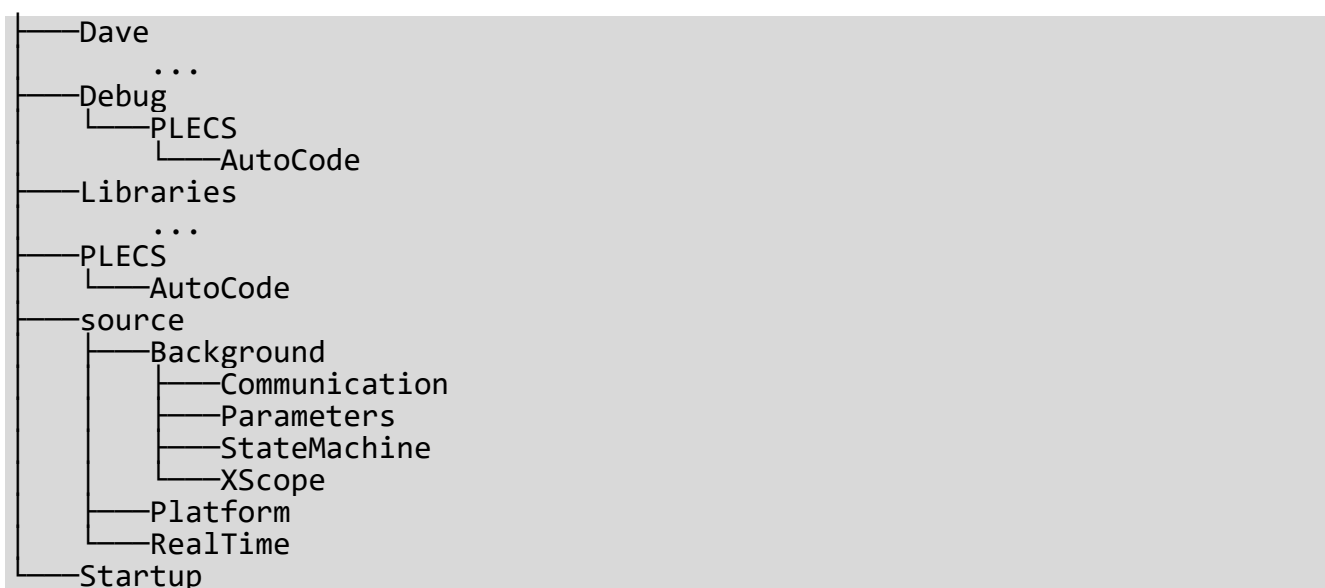 ├───Dave
│       ...
├───Debug
│   └───PLECS
│       └───AutoCode
├───Libraries
│       ...
├───PLECS
│   └───AutoCode
├───source
│   ├───Background
│   │   ├───Communication
│   │   ├───Parameters
│   │   ├───StateMachine
│   │   └───XScope
│   ├───Platform
│   └───RealTime
└───Startup